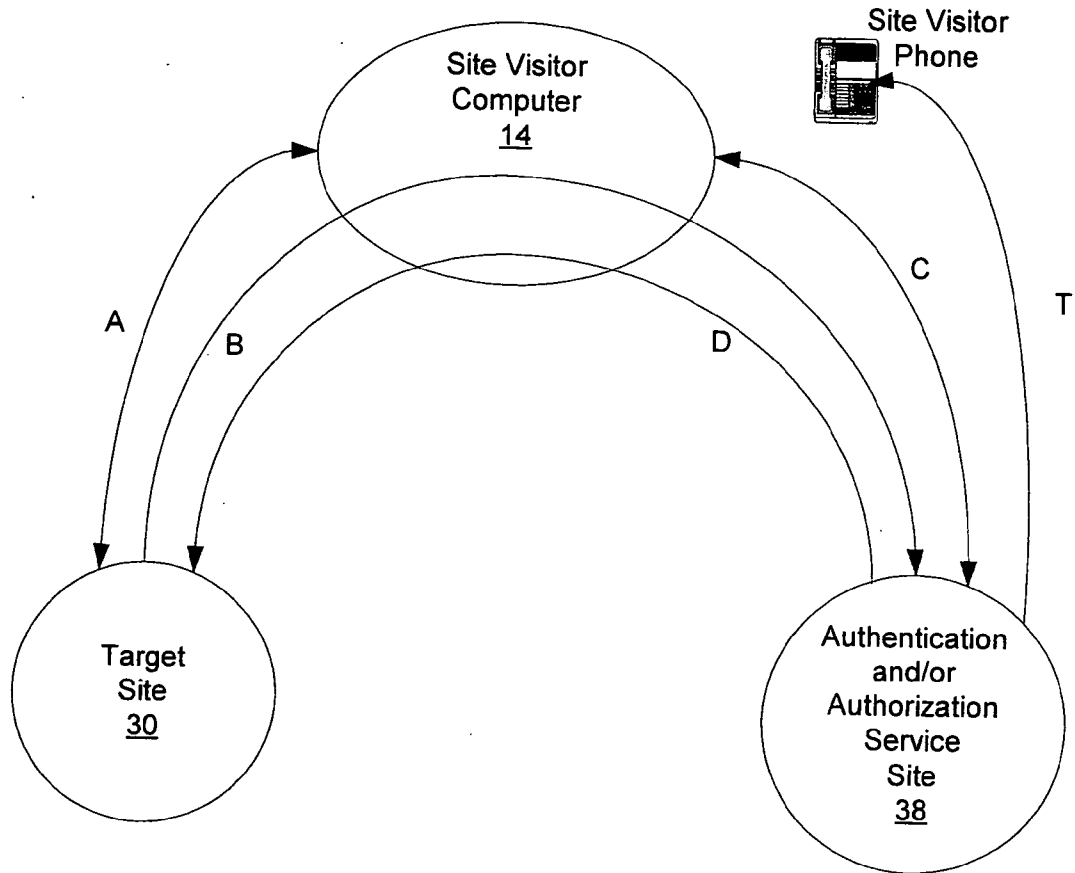 Site Visitor
Phone
Site Visitor
Computer
14
A
B
D
C
T
Target
Site
30
Authentication
and/or
Authorization
Service
Site
38